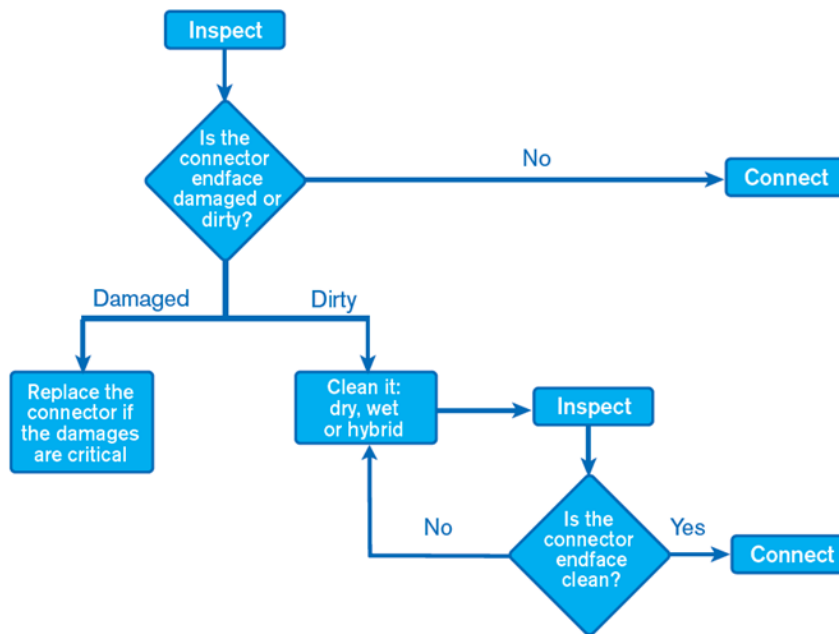 Inspect
Is the
connector
endface
damaged or
dirty?
No
Connect
Damaged
Dirty
Replace the
connector if
the damages
are critical
Clean it:
dry, wet
or hybrid
Inspect
Is the
connector
endface
clean?
No
Yes
Connect